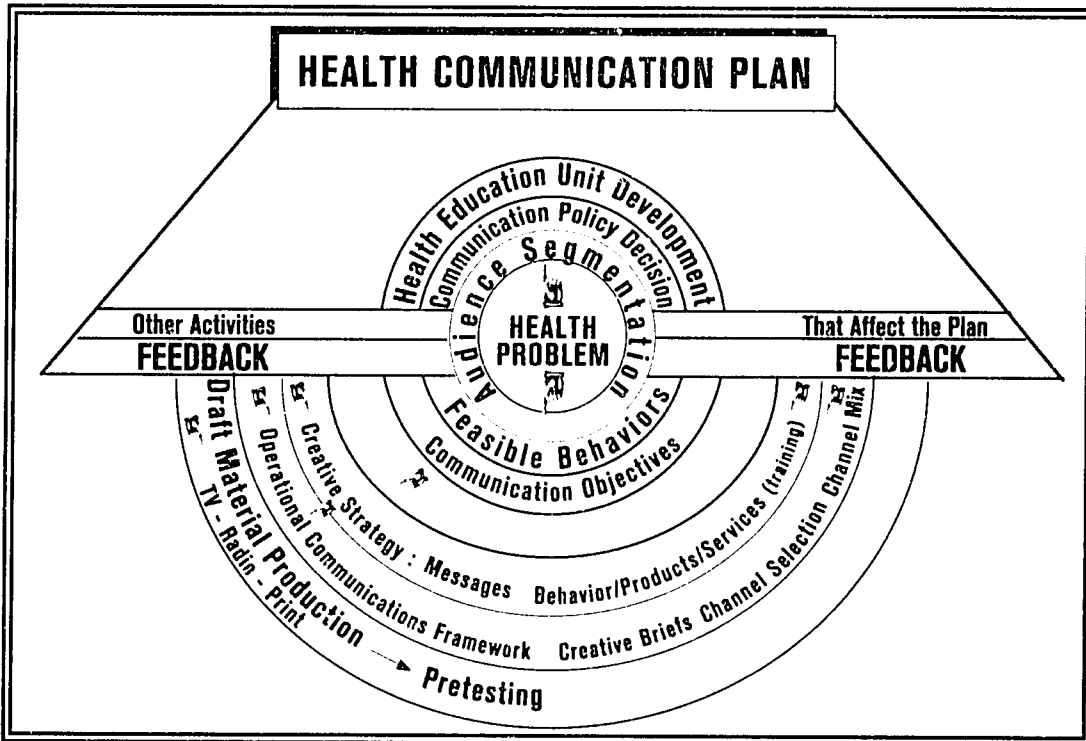 HEALTH COMMUNICATION PLAN
Health Education Unit Development
Communication Policy Decision
Audience Segmentation
HEALTH
PROBLEM
Other Activities
That Affect the Plan
FEEDBACK
FEEDBACK
Feasible Behaviors
Communication Objectives
Creative Strategy : Messages Behavior/Products/Services (training)
Operational Communications Framework Creative Briefs Channel Selection Channel Mix
Draft Material Production → Pretesting
TV - Radio - Print